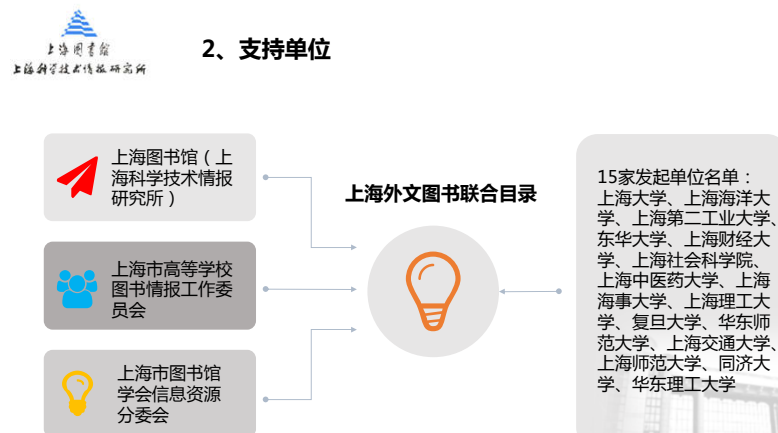 上海图书馆
上海科学技术情报研究所
2、支持单位
上海图书馆（上
海科学技术情报
研究所）
上海市高等学校
图书情报工作委
员会
上海市图书馆
学会信息资源
分委会
上海外文图书联合目录
15家发起单位名单：
上海大学、上海海洋大
学、上海第二工业大学、
东华大学、上海财经大
学、上海社会科学院、
上海中医药大学、上海
海事大学、上海理工大
学、复旦大学、华东师
范大学、上海交通大学、
上海师范大学、同济大
学、华东理工大学